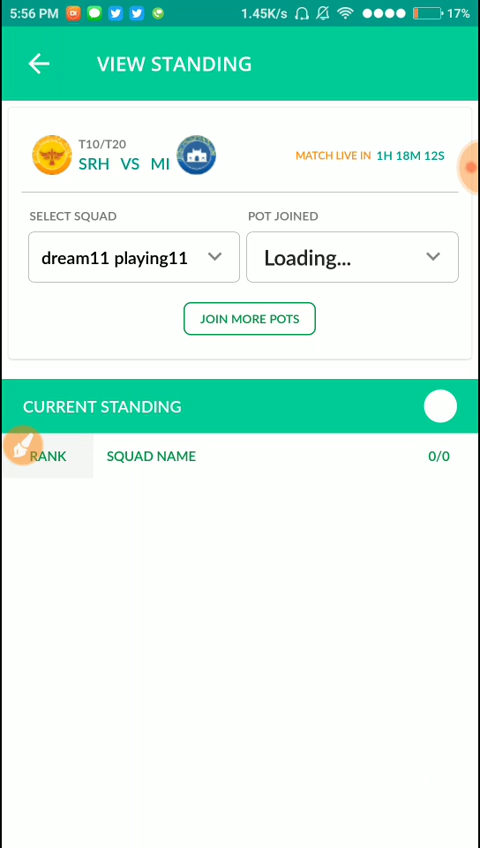 5:56 PM 1.45K/s 17%
VIEW STANDING
T10/T20
SRH VS MI
MATCH LIVE IN 1H 18M 12S
SELECT SQUAD POT JOINED
dream11 playing11 Loading...
JOIN MORE POTS
CURRENT STANDING
RANK SQUAD NAME 0/0